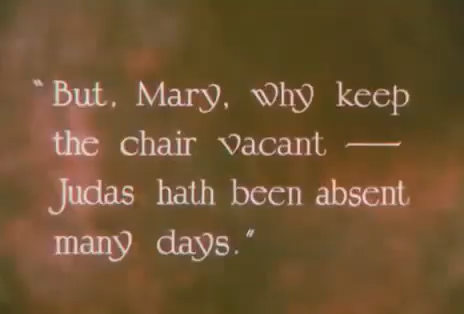 "But, Mary, why keep
the chair vacant —
Judas hath been absent
many days."